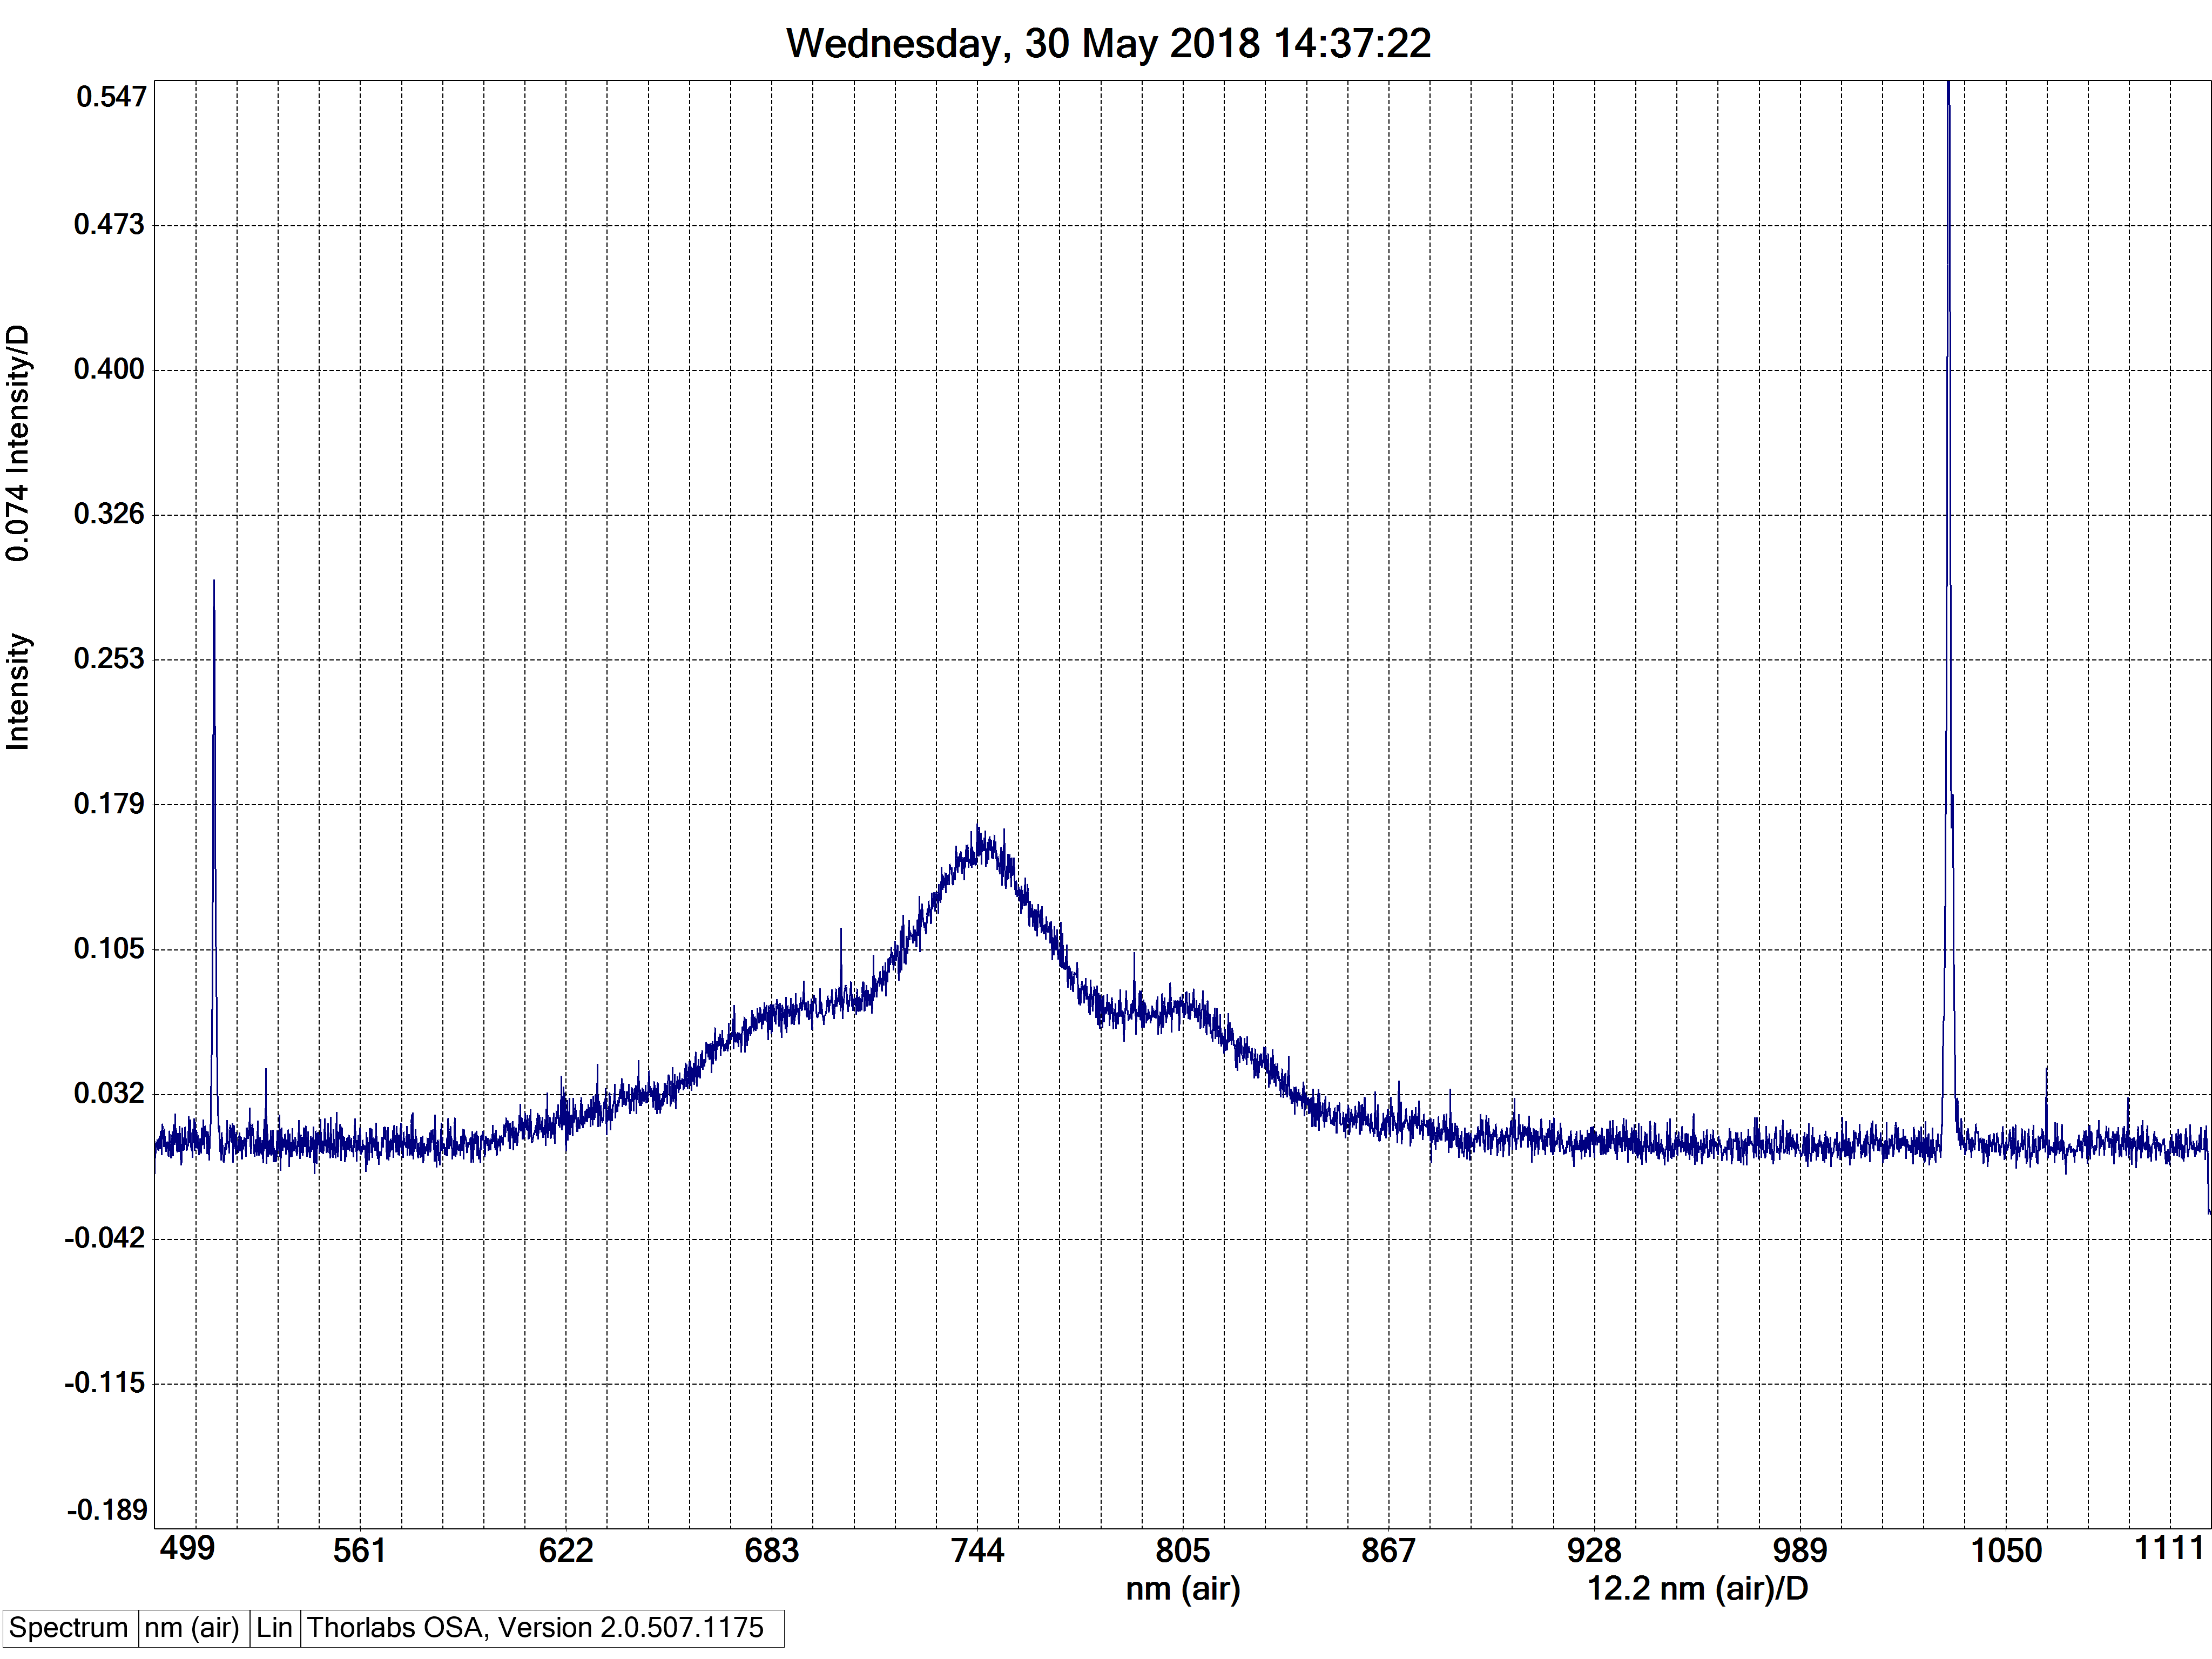 Wednesday, 30 May 2018 14:37:22
0.547
0.473
0.400
0.326
0.253
0.179
0.105
0.032
-0.042
-0.115
-0.189
Intensity 0.074 Intensity/D
499 561 622 683 744 805 867 928 989 1050 1111
nm (air) 12.2 nm (air)/D
Spectrum nm (air) Lin Thorlabs OSA, Version 2.0.507.1175